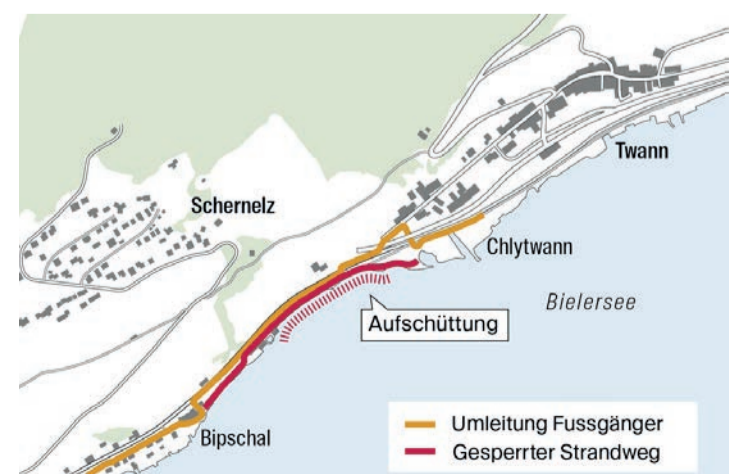 Twann
Schernelz
Chlytwann
Bielersee
Aufschüttung
Bipschal
Umleitung Fussgänger
Gesperrter Strandweg